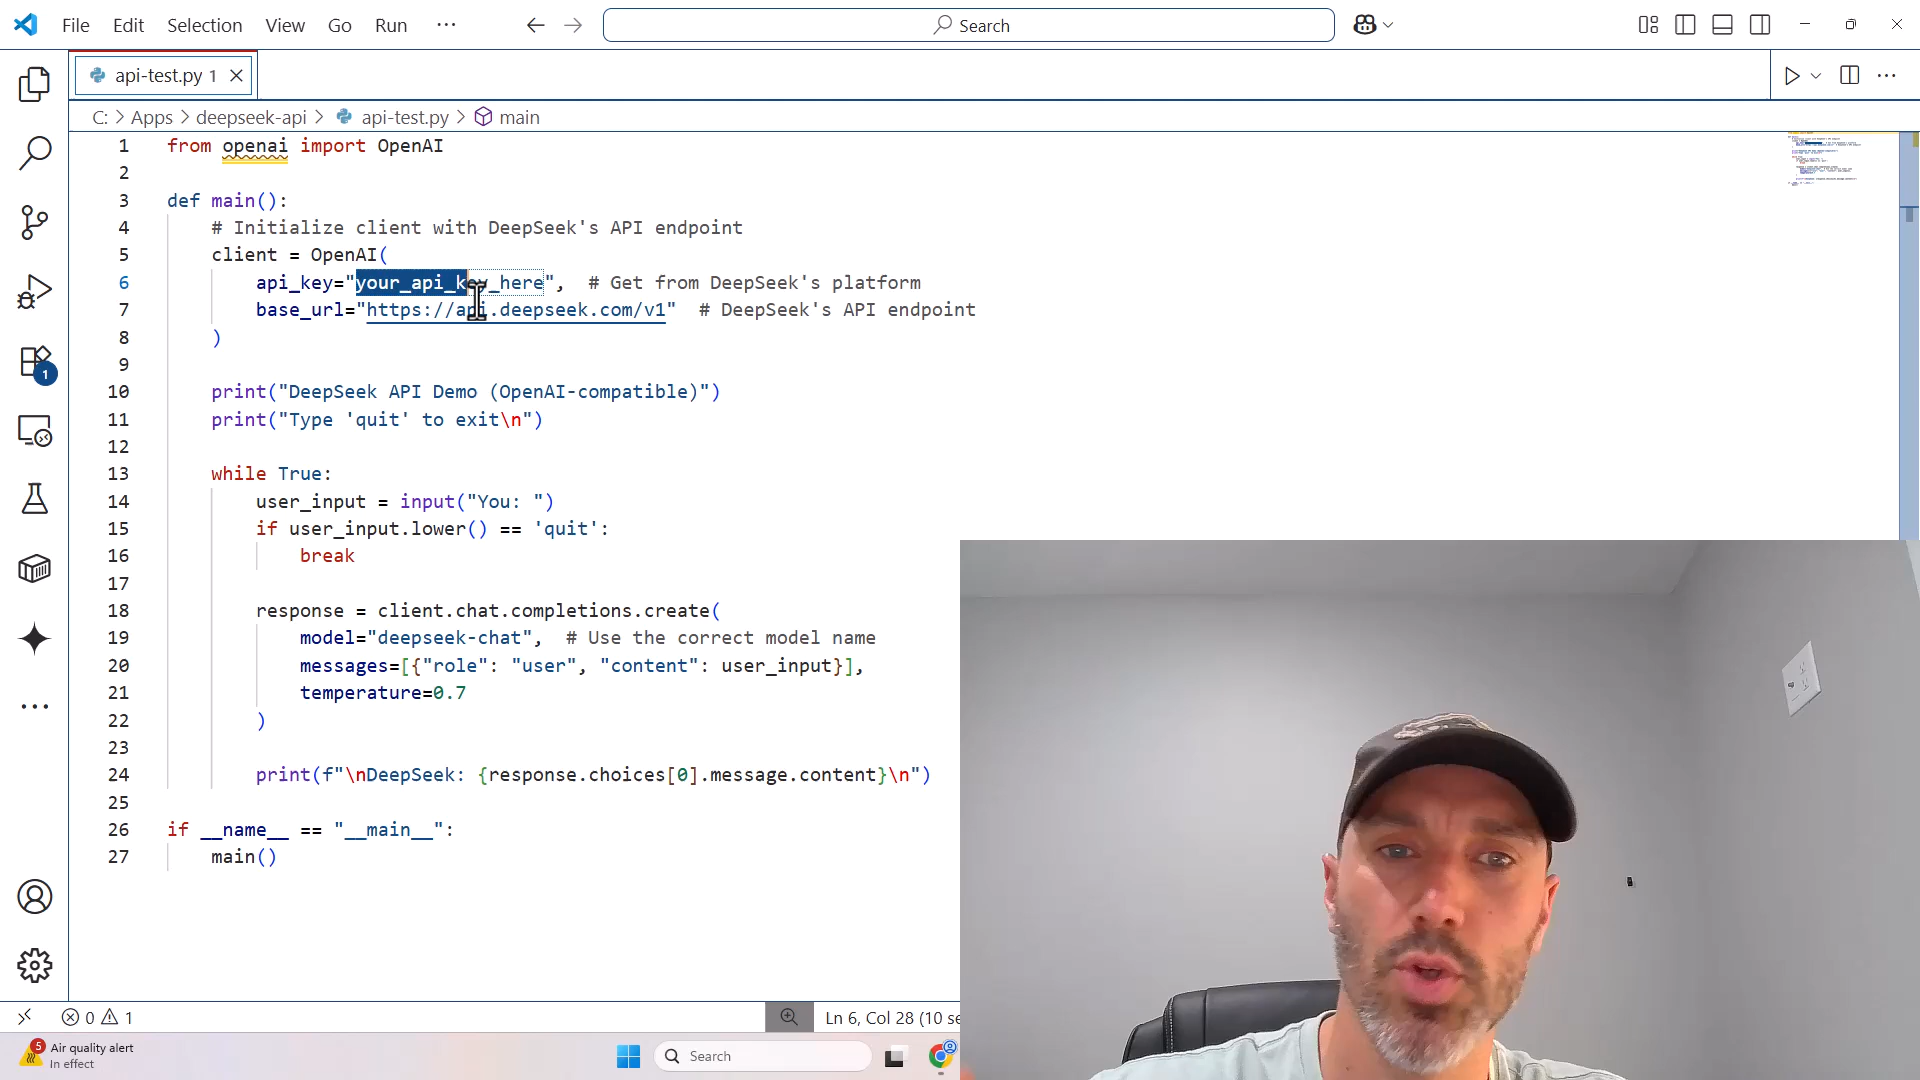 File Edit Selection View Go Run ··· Search
api-test.py 1
C: > Apps > deepseek-api > api-test.py > main
1 from openai import OpenAI
2
3 def main():
4 # Initialize client with DeepSeek's API endpoint
5 client = OpenAI(
6 api_key="your_api_key_here", # Get from DeepSeek's platform
7 base_url="https://api.deepseek.com/v1" # DeepSeek's API endpoint
8 )
9
10 print("DeepSeek API Demo (OpenAI-compatible)")
11 print("Type 'quit' to exit\n")
12
13 while True:
14 user_input = input("You: ")
15 if user_input.lower() == 'quit':
16 break
17
18 response = client.chat.completions.create(
19 model="deepseek-chat", # Use the correct model name
20 messages=[{"role": "user", "content": user_input}],
21 temperature=0.7
22 )
23
24 print(f"\nDeepSeek: {response.choices[0].message.content}\n")
25
26 if __name__ == "__main__":
27 main()
1
0 1 Ln 6, Col 28 (10 se
5 Air quality alert
In effect
Search